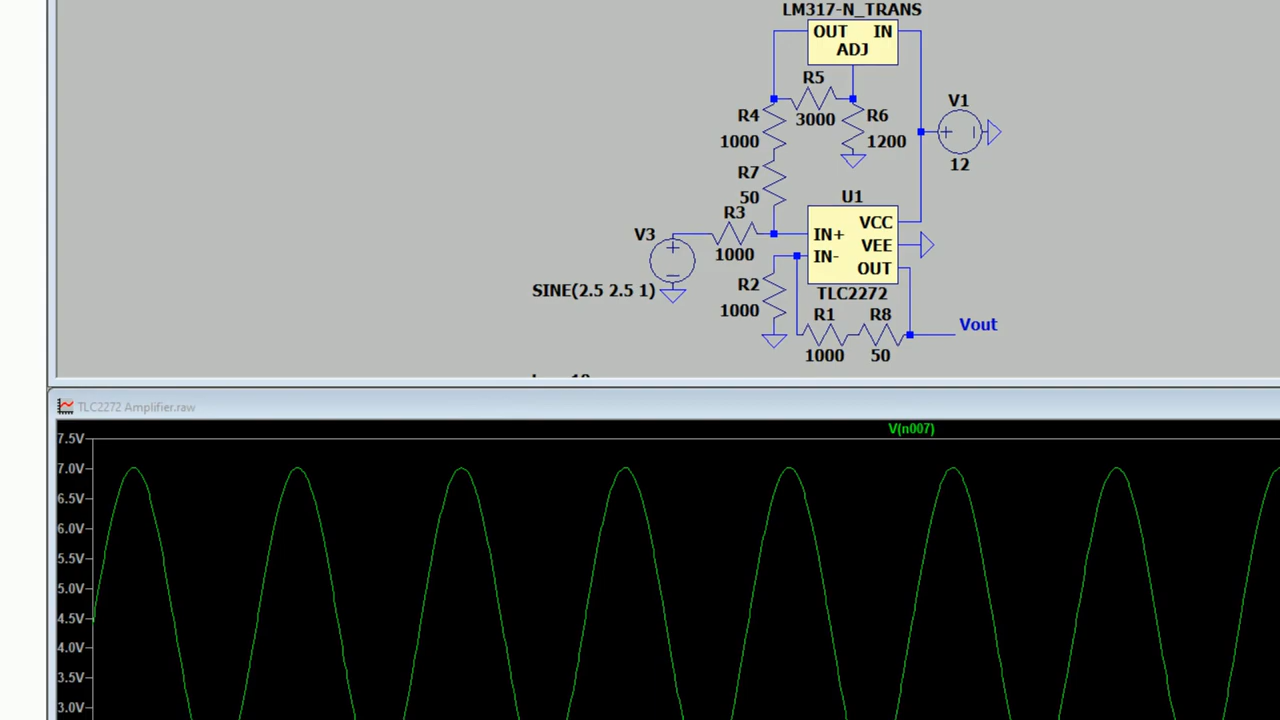 LM317-N_TRANS
OUT IN
ADJ
R5
3000
R4
1000
R6
1200
V1
12
R7
50
U1
R3
1000
V3
SINE(2.5 2.5 1)
VCC
IN+
VEE
IN-
OUT
TLC2272
R2
1000
R1
1000
R8
50
Vout
TLC2272 Amplifier.raw
V(n007)
7.5V
7.0V
6.5V
6.0V
5.5V
5.0V
4.5V
4.0V
3.5V
3.0V